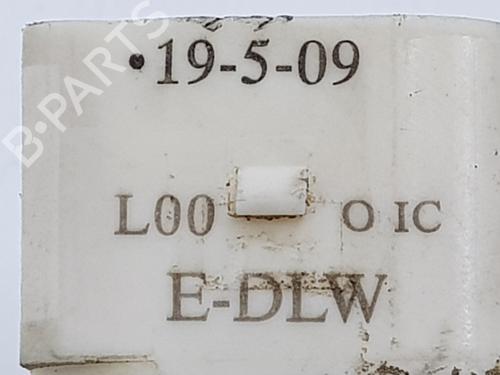 B-PARTS
•19-5-09
L00 O IC
E-DLW